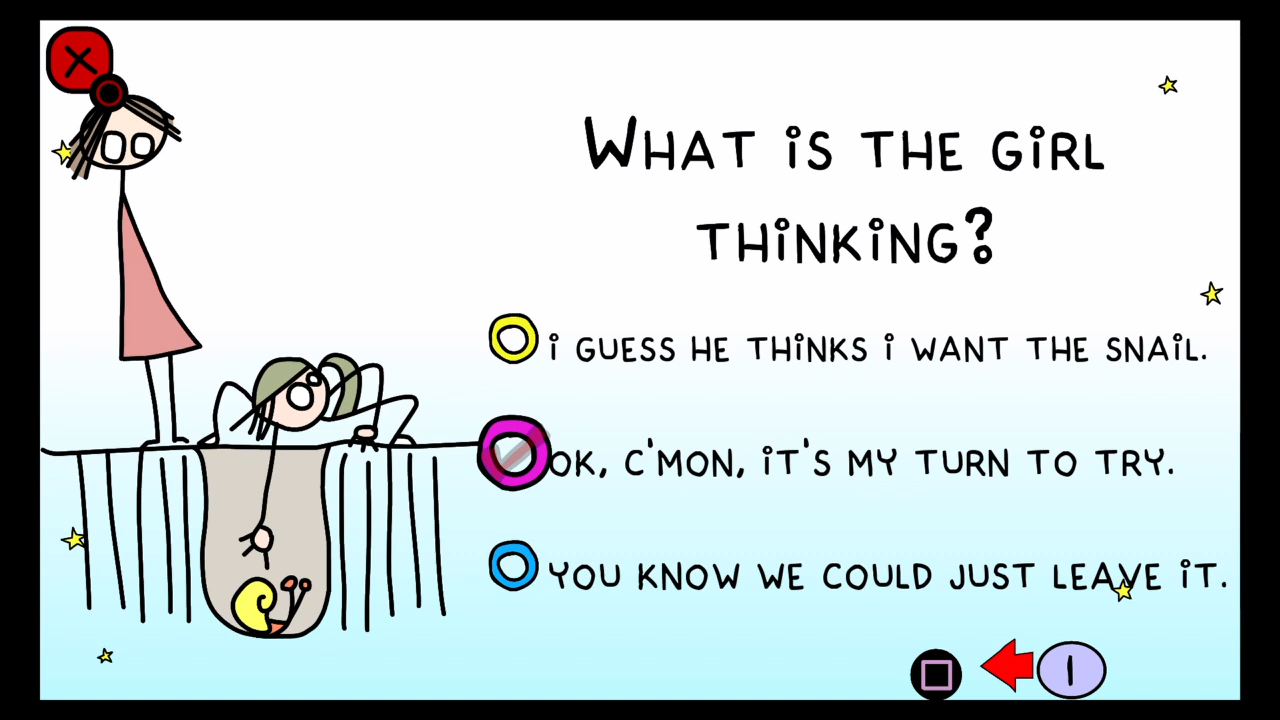 WHAT iS THE GiRL
THiNKiNG?
i GUESS HE THiNKS i WANT THE SNAiL.
OK, C'MON, iT'S MY TURN TO TRY.
YOU KNOW WE COULD JUST LEAVE iT.
1